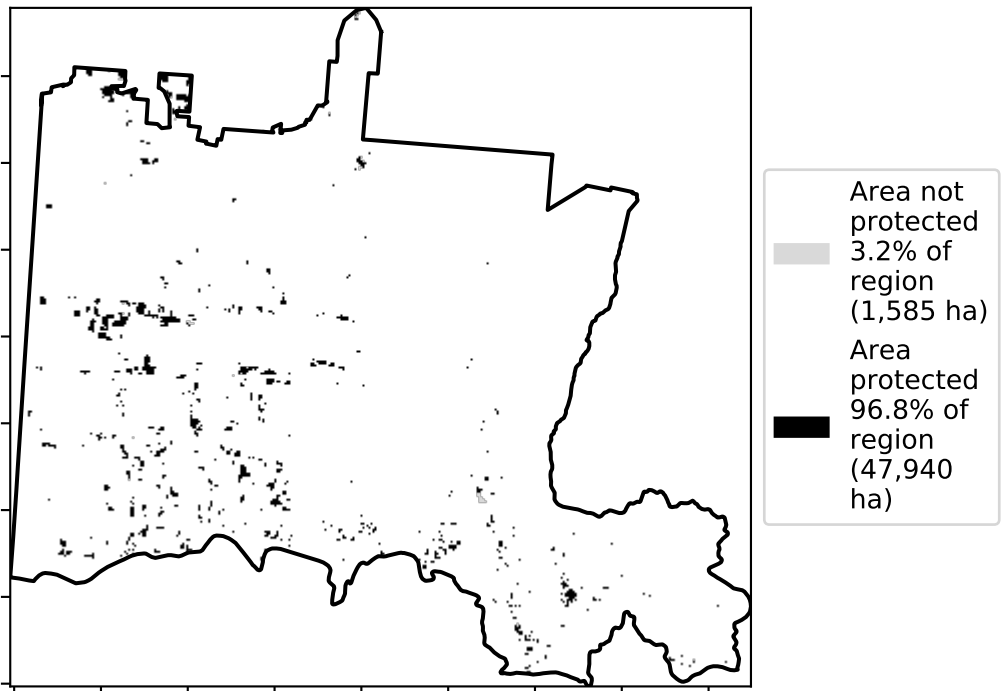 Area not
protected
3.2% of
region
(1,585 ha)
Area
protected
96.8% of
region
(47,940
ha)